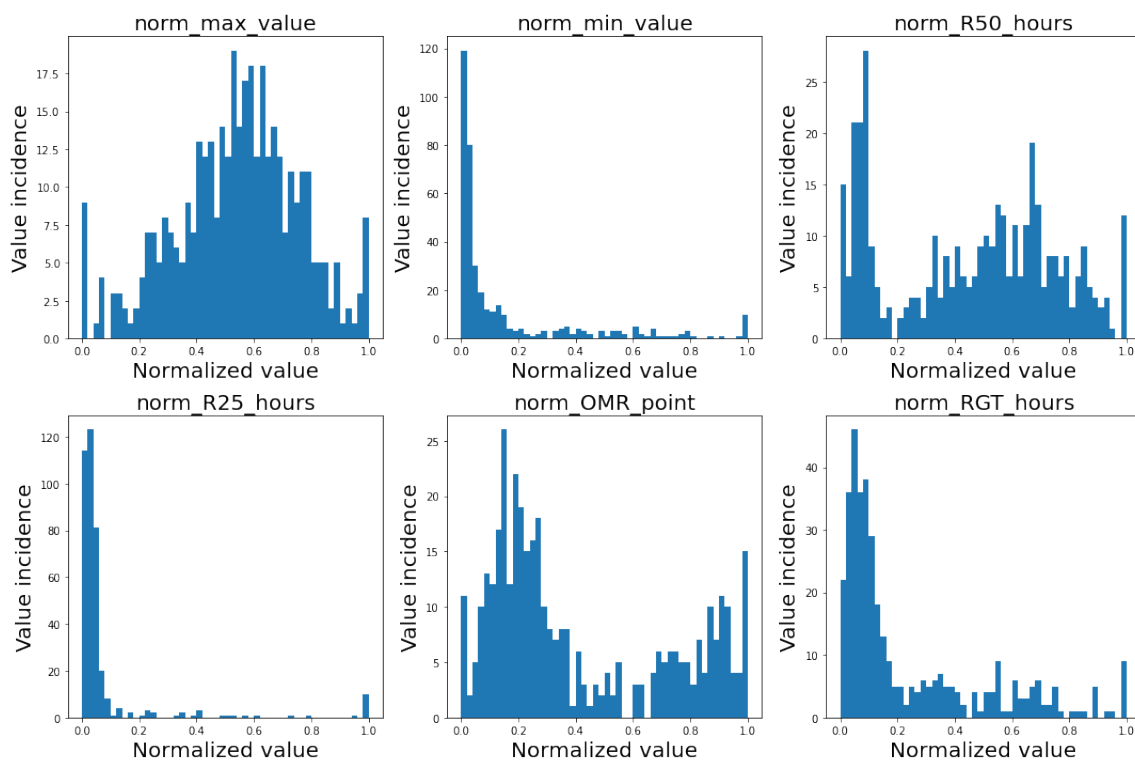 norm_max_value
Value incidence
17.5
15.0
12.5
10.0
7.5
5.0
2.5
0.0
0.0 0.2 0.4 0.6 0.8 1.0
Normalized value
norm_min_value
Value incidence
120
100
80
60
40
20
0
0.0 0.2 0.4 0.6 0.8 1.0
Normalized value
norm_R50_hours
Value incidence
25
20
15
10
5
0
0.0 0.2 0.4 0.6 0.8 1.0
Normalized value
norm_R25_hours
Value incidence
120
100
80
60
40
20
0
0.0 0.2 0.4 0.6 0.8 1.0
Normalized value
norm_OMR_point
Value incidence
25
20
15
10
5
0
0.0 0.2 0.4 0.6 0.8 1.0
Normalized value
norm_RGT_hours
Value incidence
40
30
20
10
0
0.0 0.2 0.4 0.6 0.8 1.0
Normalized value